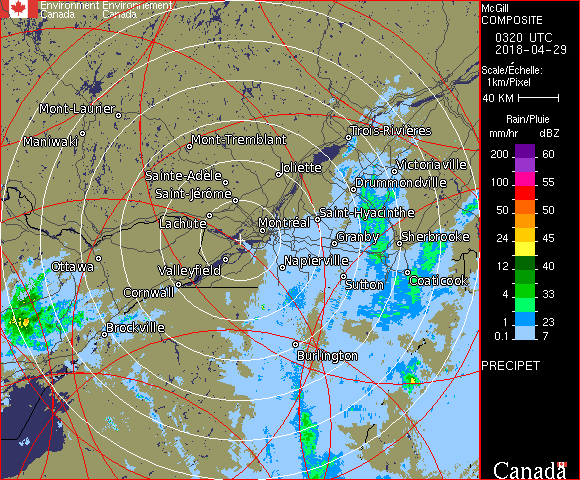 Environment Environnement
Canada Canada
McGill
COMPOSITE
0320 UTC
2018-04-29
Scale/Échelle:
1km/Pixel
40 KM
Rain/Pluie
mm/hr dBZ
200 60
100 55
50 50
24 45
12 40
4 33
1 23
0.1 7
PRECIPET
Canada
Mont-Laurier
Trois-Rivières
Maniwaki
Mont-Tremblant
Victoriaville
Joliette
Sainte-Adèle
Drummondville
Saint-Jérôme
Saint-Hyacinthe
Lachute
Montréal
Granby
Sherbrooke
Napierville
Ottawa
Valleyfield
Coaticook
Sutton
Cornwall
Brockville
Burlington